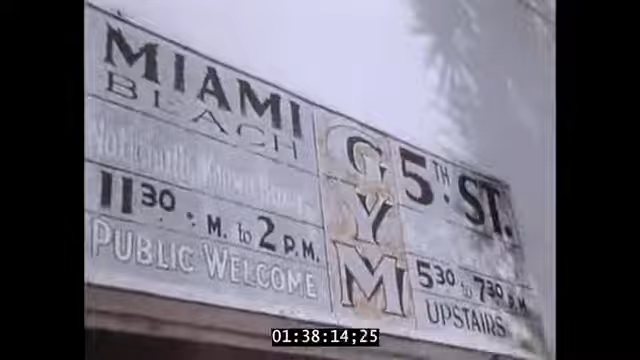 MIAMI
BEACH
11 30 . M. to 2 P.M.
PUBLIC WELCOME
GYM
5TH ST.
5 30 to 7 30 P.M
UPSTAIRS
01:38:14;25